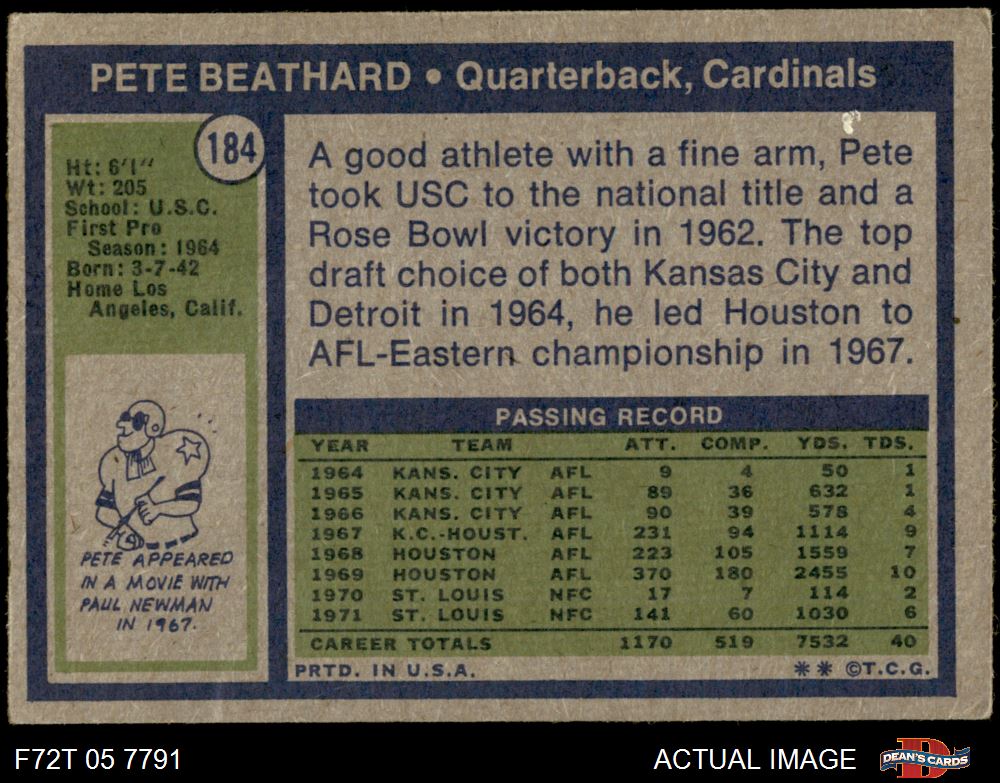 PETE BEATHARD • Quarterback, Cardinals
184
Ht: 6'1"
Wt: 205
School: U.S.C.
First Pro
Season: 1964
Born: 3-7-42
Home Los
Angeles, Calif.
PETE APPEARED
IN A MOVIE WITH
PAUL NEWMAN
IN 1967.
A good athlete with a fine arm, Pete
took USC to the national title and a
Rose Bowl victory in 1962. The top
draft choice of both Kansas City and
Detroit in 1964, he led Houston to
AFL-Eastern championship in 1967.
PASSING RECORD
YEAR TEAM ATT. COMP. YDS. TDS.
1964 KANS. CITY AFL 9 4 50 1
1965 KANS. CITY AFL 89 36 632 1
1966 KANS. CITY AFL 90 39 578 4
1967 K.C.-HOUST. AFL 231 94 1114 9
1968 HOUSTON AFL 223 105 1559 7
1969 HOUSTON AFL 370 180 2455 10
1970 ST. LOUIS NFC 17 7 114 2
1971 ST. LOUIS NFC 141 60 1030 6
CAREER TOTALS 1170 519 7532 40
PRTD. IN U.S.A. ** ©T.C.G.
F72T 05 7791 ACTUAL IMAGE D DEAN'S CARDS